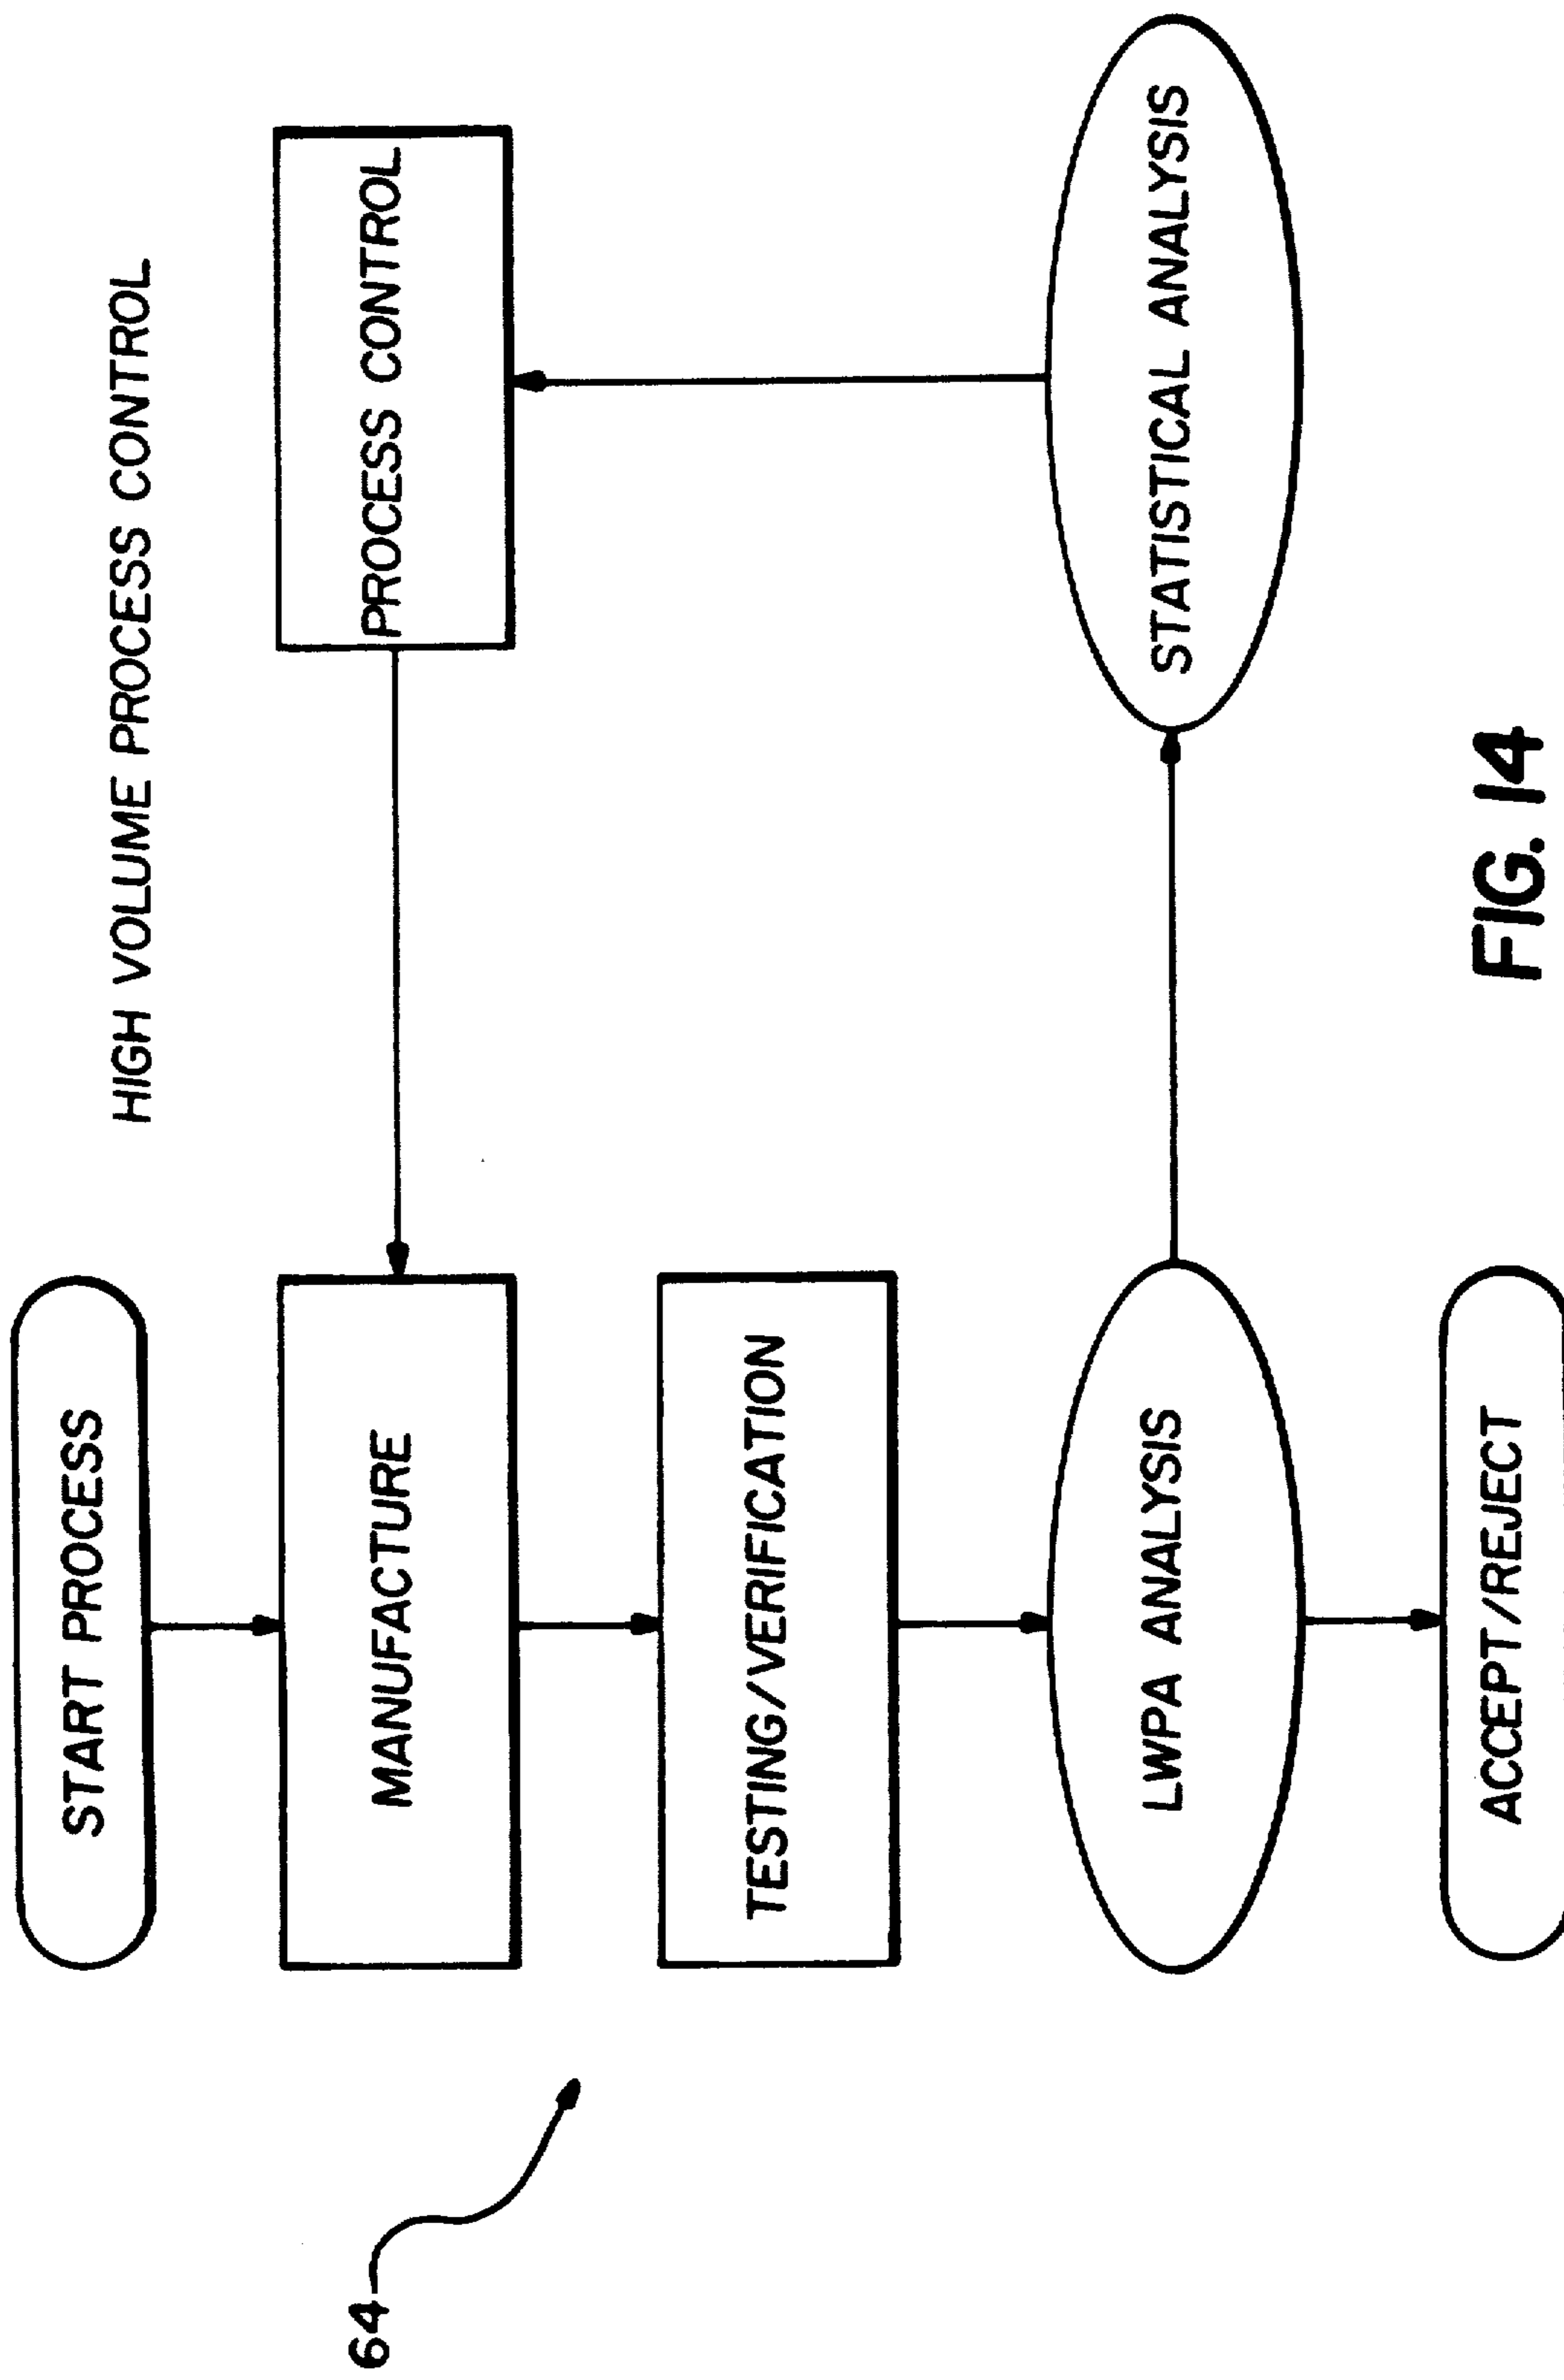 HIGH VOLUME PROCESS CONTROL
START PROCESS
MANUFACTURE
PROCESS CONTROL
64
TESTING/VERIFICATION
LWPA ANALYSIS
STATISTICAL ANALYSIS
ACCEPT/REJECT
FIG. 14